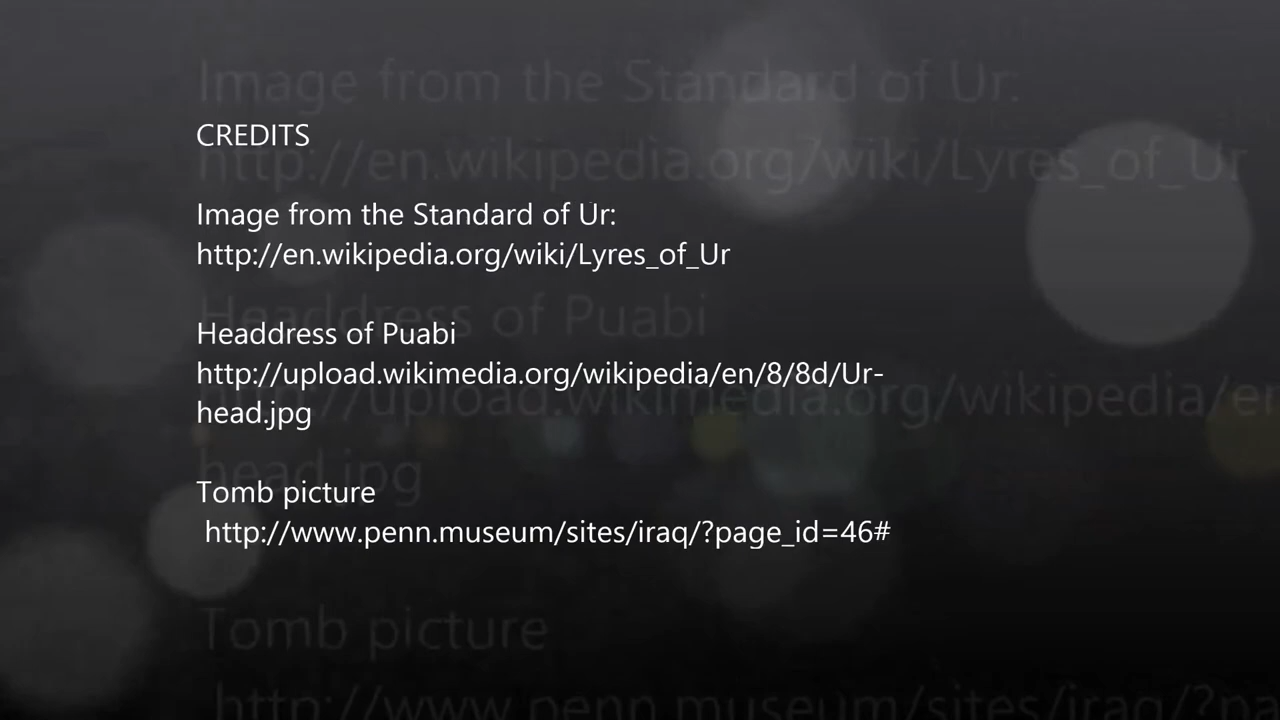 CREDITS
Image from the Standard of Ur:
http://en.wikipedia.org/wiki/Lyres_of_Ur
Headdress of Puabi
http://upload.wikimedia.org/wikipedia/en/8/8d/Ur-
head.jpg
Tomb picture
http://www.penn.museum/sites/iraq/?page_id=46#